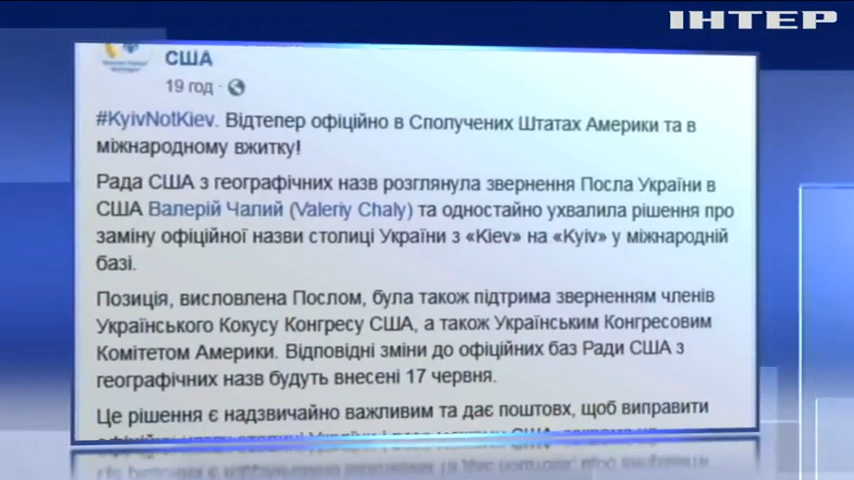 ІНТЕР
США
19 год ·
#KyivNotKiev. Відтепер офіційно в Сполучених Штатах Америки та в
міжнародному вжитку!
Рада США з географічних назв розглянула звернення Посла України в
США Валерій Чалий (Valeriy Chaly) та одностайно ухвалила рішення про
заміну офіційної назви столиці України з «Kiev» на «Kyiv» у міжнародній
базі.
Позиція, висловлена Послом, була також підтрима зверненням членів
Українського Кокусу Конгресу США, а також Українським Конгресовим
Комітетом Америки. Відповідні зміни до офіційних баз Ради США з
географічних назв будуть внесені 17 червня.
Це рішення є надзвичайно важливим та дає поштовх, щоб виправити